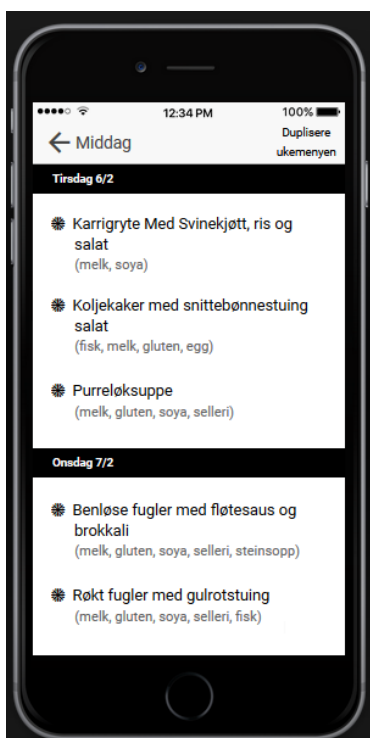 12:34 PM
100%
← Middag
Duplisere
ukemenyen
Tirsdag 6/2
Karrigryte Med Svinekjøtt, ris og
salat
(melk, soya)
Koljekaker med snittebønnestuing
salat
(fisk, melk, gluten, egg)
Purreløksuppe
(melk, gluten, soya, selleri)
Onsdag 7/2
Benløse fugler med fløtesaus og
brokkali
(melk, gluten, soya, selleri, steinsopp)
Røkt fugler med gulrotstuing
(melk, gluten, soya, selleri, fisk)